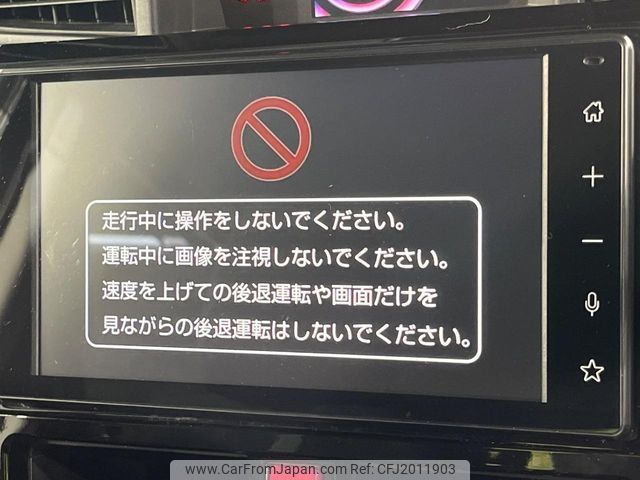 走行中に操作をしないでください。
運転中に画像を注視しないでください。
速度を上げての後退運転や画面だけを
見ながらの後退運転はしないでください。
www.CarFromJapan.com ID:CFJ2011903